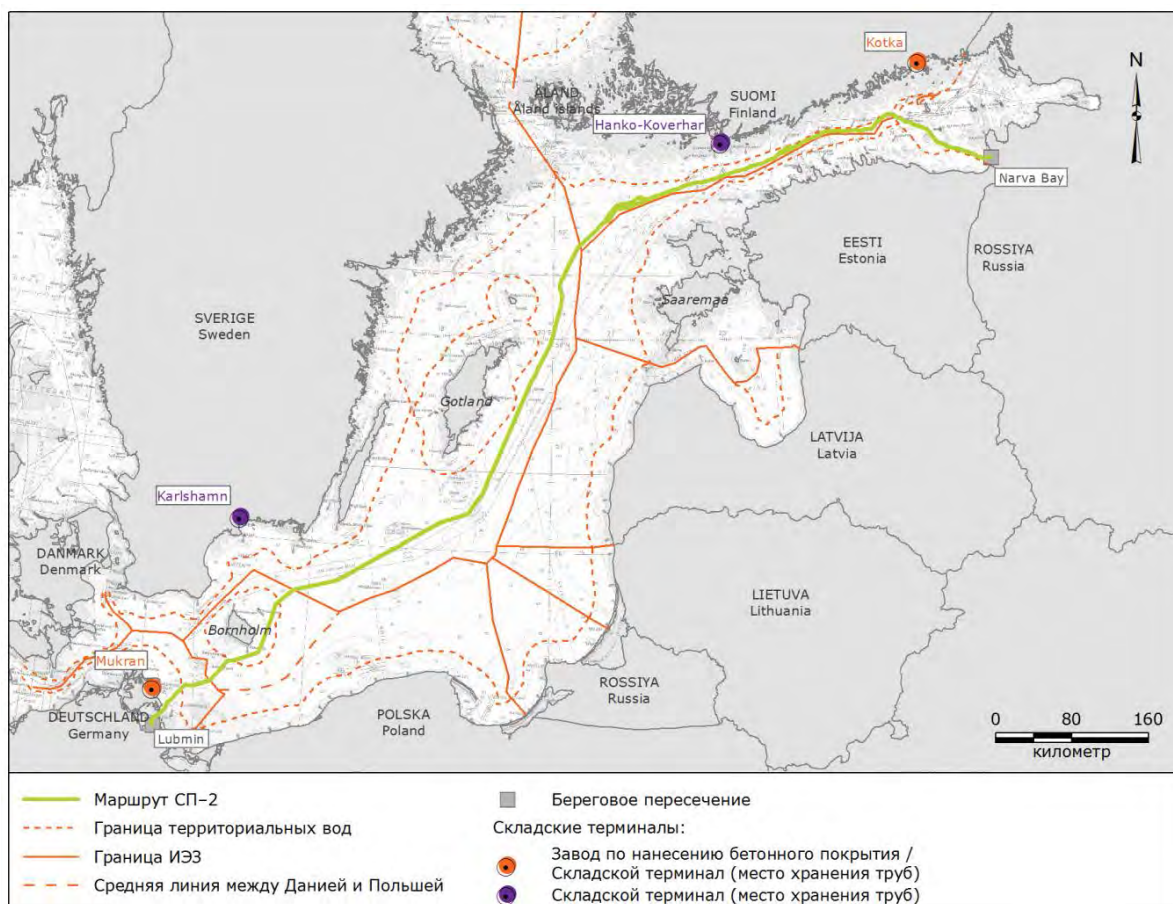 Kotka
N
ÅLAND
Åland islands
SUOMI
Finland
Hanko-Koverhar
Narva Bay
EESTI
Estonia
ROSSIYA
Russia
SVERIGE
Sweden
Saaremaa
Gotland
LATVIJA
Latvia
Karlshamn
DANMARK
Denmark
LIETUVA
Lithuania
Bornholm
Mukran
ROSSIYA
Russia
DEUTSCHLAND
Germany
Lubmin
POLSKA
Poland
0 80 160
километр
Маршрут СП–2
Граница территориальных вод
Граница ИЭЗ
Средняя линия между Данией и Польшей
Береговое пересечение
Складские терминалы:
Завод по нанесению бетонного покрытия /
Складской терминал (место хранения труб)
Складской терминал (место хранения труб)